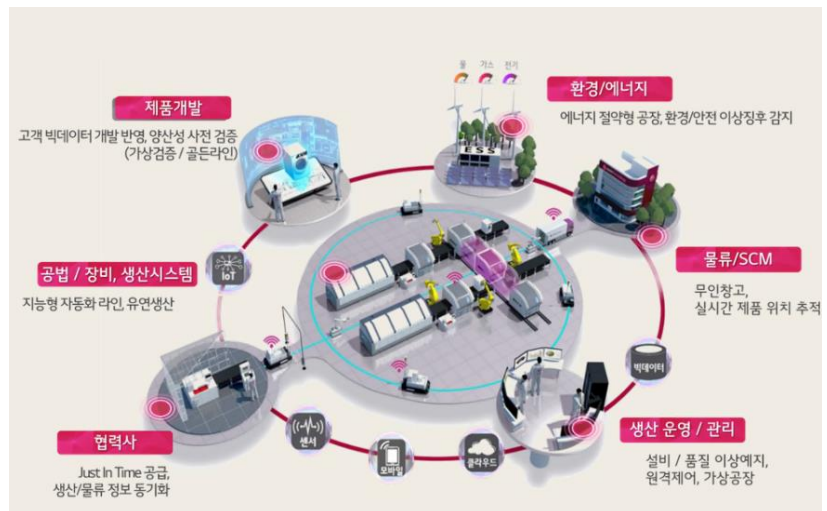 물 가스 전기
환경/에너지
에너지 절약형 공장, 환경/안전 이상징후 감지
제품개발
고객 빅데이터 개발 반영, 양산성 사전 검증
(가상검증 / 골든라인)
ESS
공법 / 장비, 생산시스템
지능형 자동화 라인, 유연생산
IoT
물류/SCM
무인창고,
실시간 제품 위치 추적
빅데이터
협력사
Just In Time 공급,
생산/물류 정보 동기화
센서
모바일
클라우드
생산 운영 / 관리
설비 / 품질 이상예지,
원격제어, 가상공장